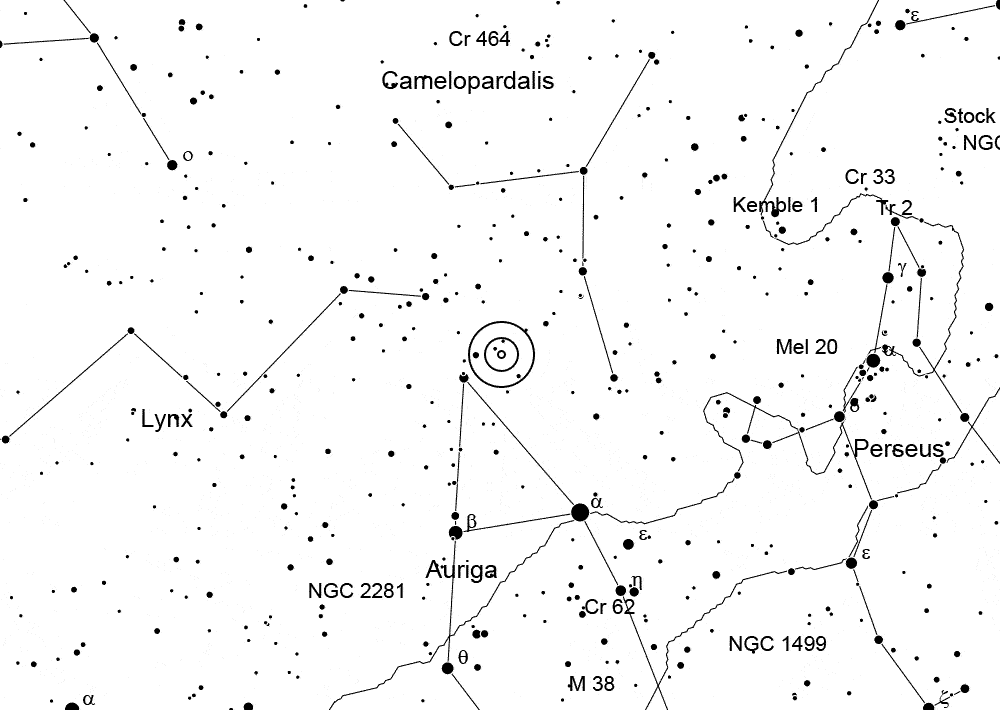 ε
Cr 464
Camelopardalis
Stock
NGC
ο
Cr 33
Kemble 1
Tr 2
γ
Mel 20
α
δ
Lynx
Perseus
α
β
ε
ε
Auriga
η
NGC 2281
Cr 62
NGC 1499
θ
M 38
ζ
α